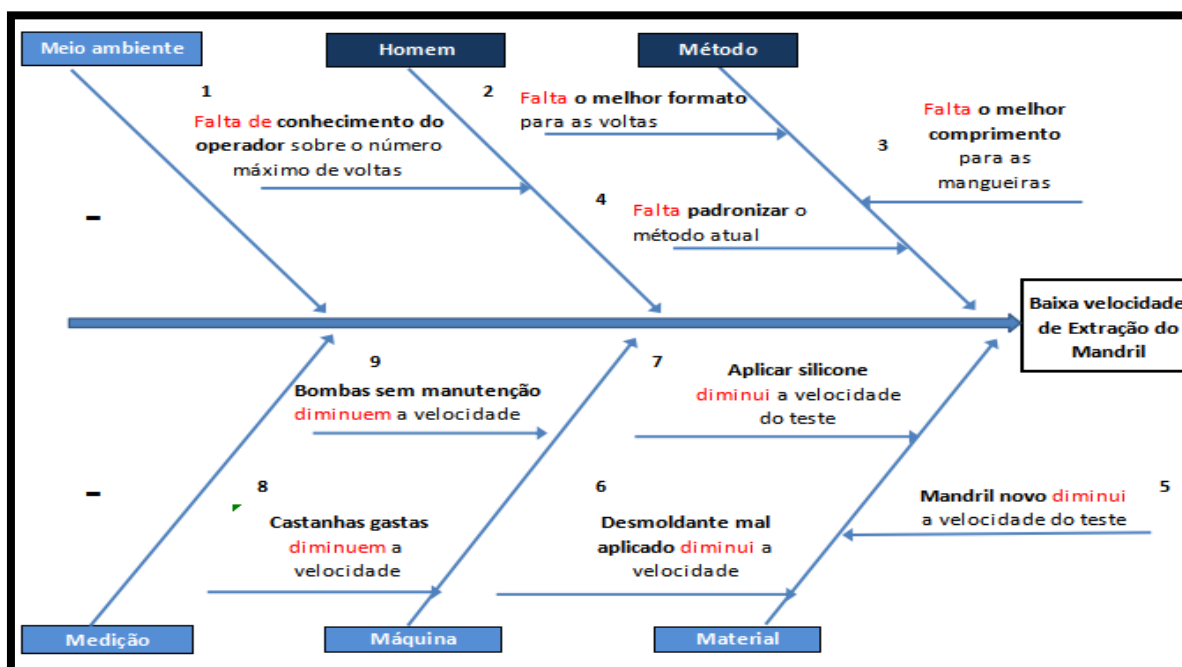 Meio ambiente
Homem
Método
1
Falta de conhecimento do
operador sobre o número
máximo de voltas
2
Falta o melhor formato
para as voltas
3
Falta o melhor
comprimento
para as
mangueiras
4
Falta padronizar o
método atual
-
Baixa velocidade
de Extração do
Mandril
9
Bombas sem manutenção
diminuem a velocidade
7
Aplicar silicone
diminui a velocidade
do teste
-
8
Castanhas gastas
diminuem a
velocidade
6
Desmoldante mal
aplicado diminui a
velocidade
Mandril novo diminui
a velocidade do teste
5
Medição
Máquina
Material